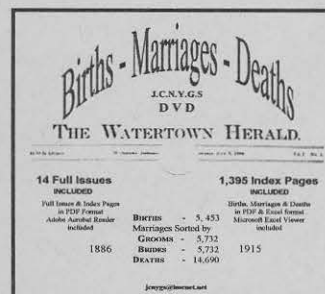 Births - Marriages - Deaths
J.C.N.Y.G.S
DVD
THE WATERTOWN HERALD.
14 Full Issues
INCLUDED
Full Issues & Index Pages
in PDF Format
Adobe Acrobat Reader
included
1,395 Index Pages
INCLUDED
Births, Marriages & Deaths
in PDF & Excel format
Microsoft Excel Viewer
included
BIRTHS - 5, 453
Marriages Sorted by
GROOMS - 5,732
BRIDES - 5,732
DEATHS - 14,690
1886
1915